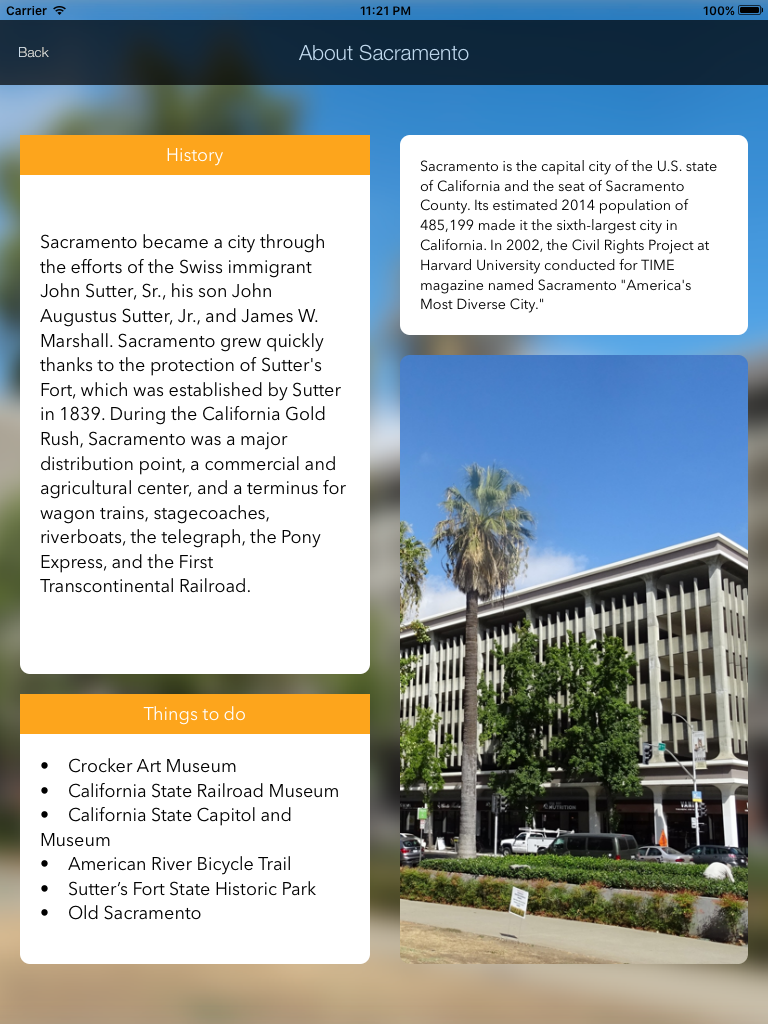 Carrier
11:21 PM
100%
Back
About Sacramento
History
Sacramento became a city through
the efforts of the Swiss immigrant
John Sutter, Sr., his son John
Augustus Sutter, Jr., and James W.
Marshall. Sacramento grew quickly
thanks to the protection of Sutter's
Fort, which was established by Sutter
in 1839. During the California Gold
Rush, Sacramento was a major
distribution point, a commercial and
agricultural center, and a terminus for
wagon trains, stagecoaches,
riverboats, the telegraph, the Pony
Express, and the First
Transcontinental Railroad.
Things to do
• Crocker Art Museum
• California State Railroad Museum
• California State Capitol and
Museum
• American River Bicycle Trail
• Sutter’s Fort State Historic Park
• Old Sacramento
Sacramento is the capital city of the U.S. state
of California and the seat of Sacramento
County. Its estimated 2014 population of
485,199 made it the sixth-largest city in
California. In 2002, the Civil Rights Project at
Harvard University conducted for TIME
magazine named Sacramento "America's
Most Diverse City."
NUTRITION